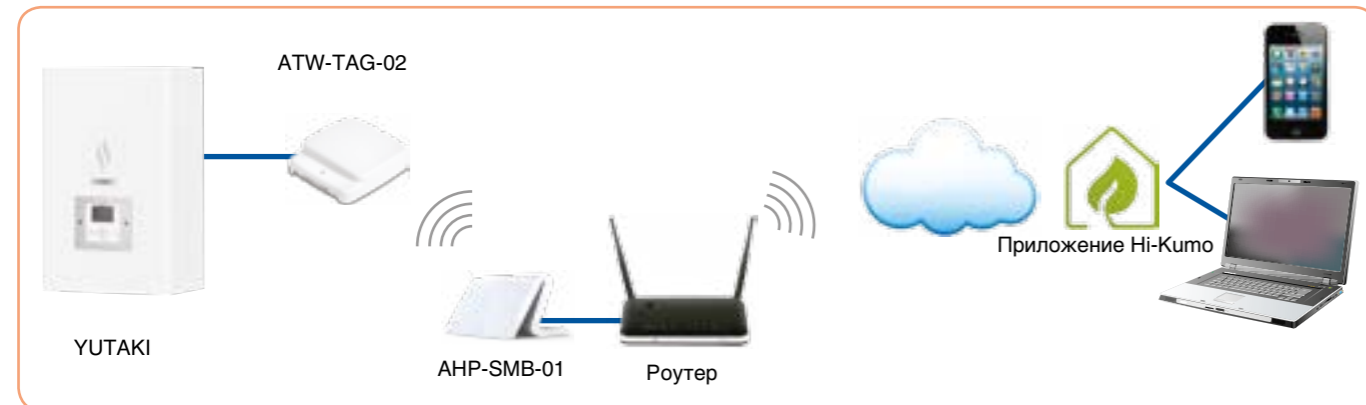 ATW-TAG-02
Приложение Hi-Kumo
YUTAKI
AHP-SMB-01
Роутер